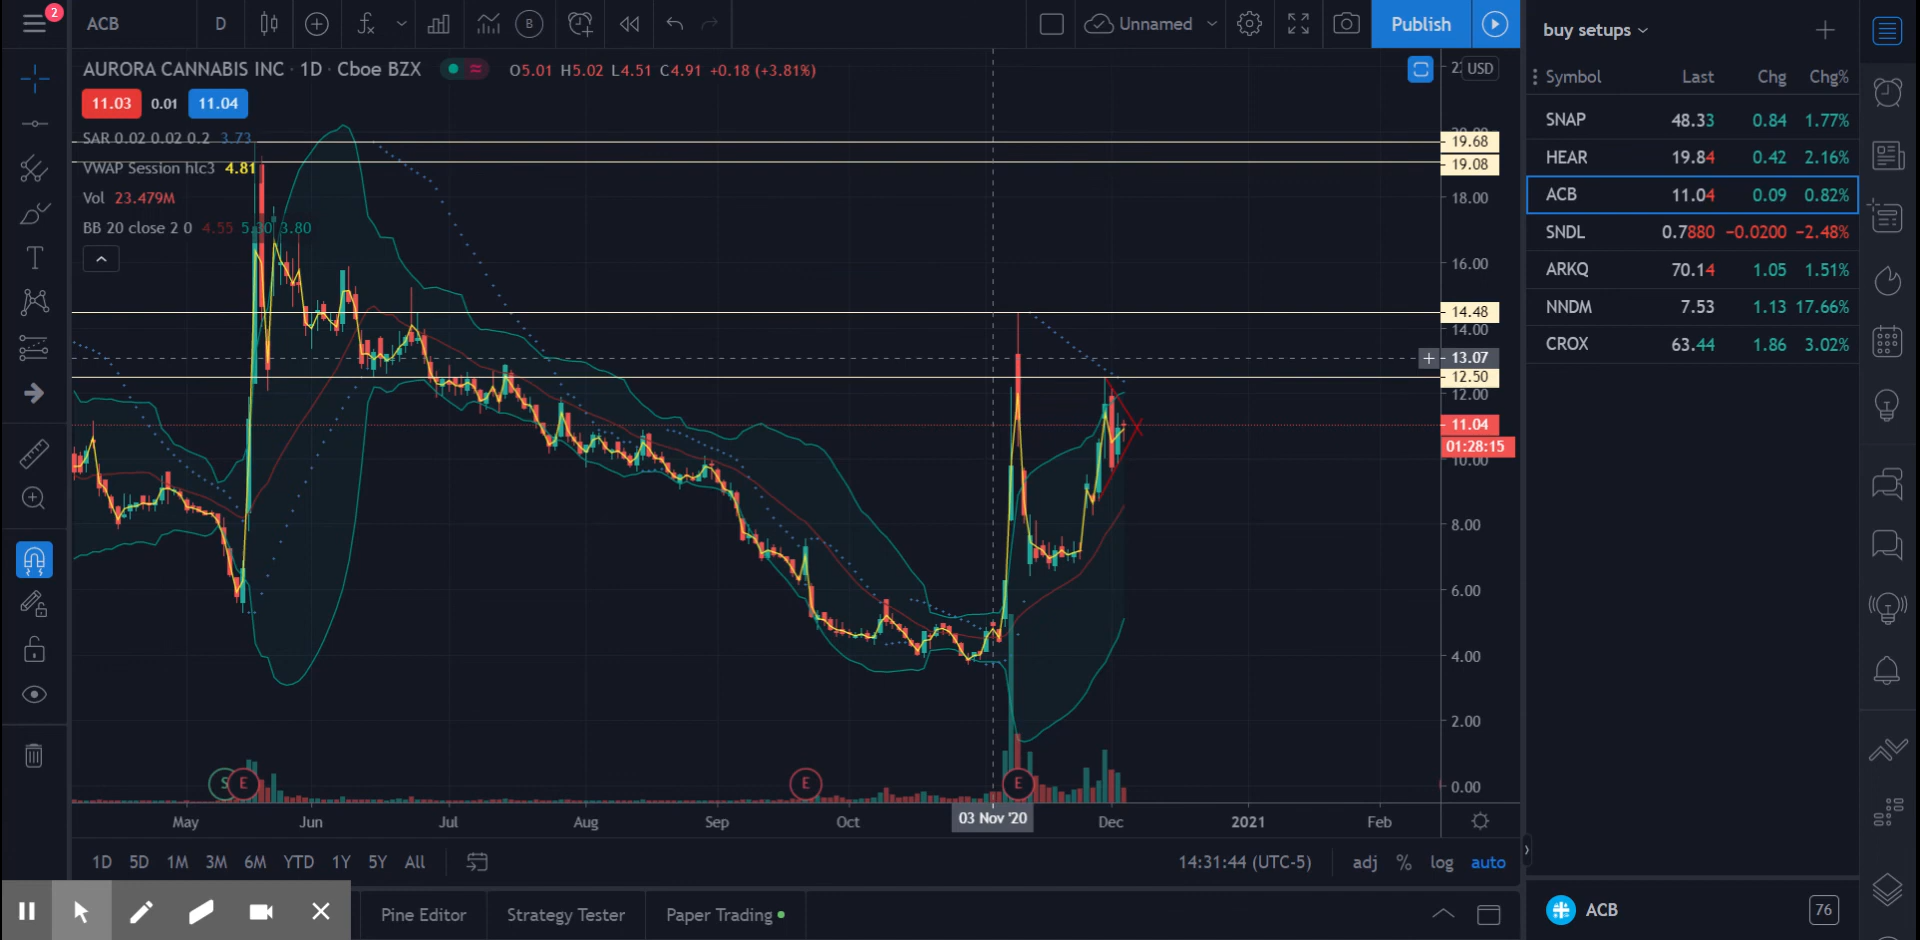 2 ACB D B Unnamed Publish
AURORA CANNABIS INC · 1D · Cboe BZX O5.01 H5.02 L4.51 C4.91 +0.18 (+3.81%)
USD
11.03 0.01 11.04
SAR 0.02 0.02 0.2 3.73
VWAP Session hlc3 4.81
Vol 23.479M
BB 20 close 2 0 4.55 5.30 3.80
19.68
19.08
18.00
16.00
14.48
14.00
13.07
12.50
12.00
11.04
01:28:15
10.00
8.00
6.00
4.00
2.00
0.00
S E E E
May Jun Jul Aug Sep Oct 03 Nov '20 Dec 2021 Feb
1D 5D 1M 3M 6M YTD 1Y 5Y All 14:31:44 (UTC-5) adj % log auto
Pine Editor Strategy Tester Paper Trading
buy setups
Symbol Last Chg Chg%
SNAP 48.33 0.84 1.77%
HEAR 19.84 0.42 2.16%
ACB 11.04 0.09 0.82%
SNDL 0.7880 −0.0200 −2.48%
ARKQ 70.14 1.05 1.51%
NNDM 7.53 1.13 17.66%
CROX 63.44 1.86 3.02%
ACB 76